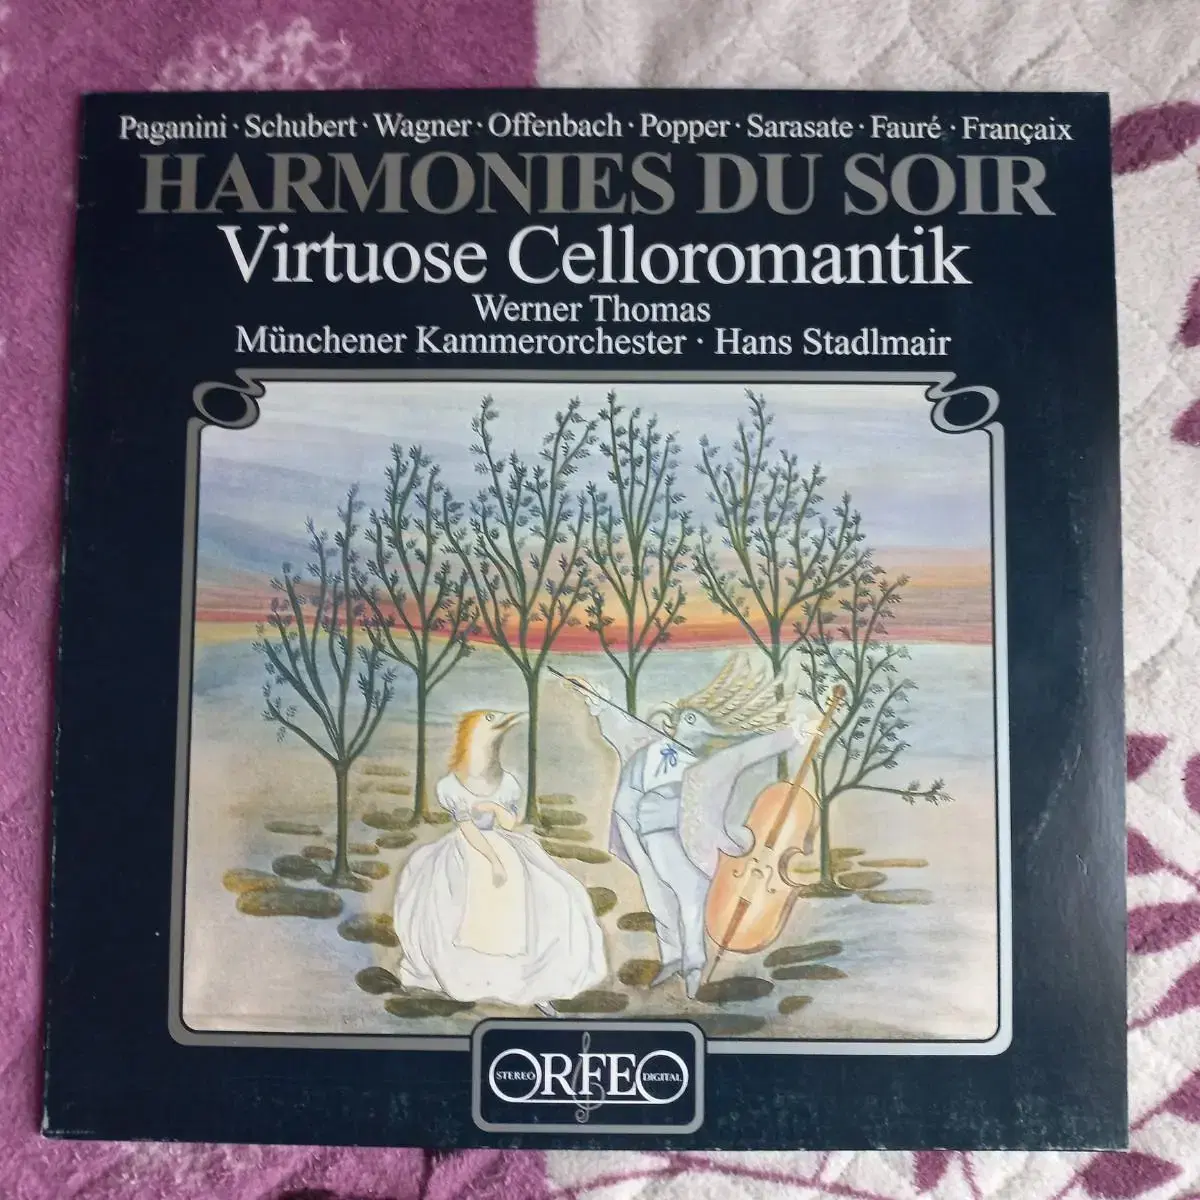 Paganini · Schubert · Wagner · Offenbach · Popper · Sarasate · Fauré · Françaix
HARMONIES DU SOIR
Virtuose Celloromantik
Werner Thomas
Münchener Kammerorchester · Hans Stadlmair
STEREO ORFEO DIGITAL